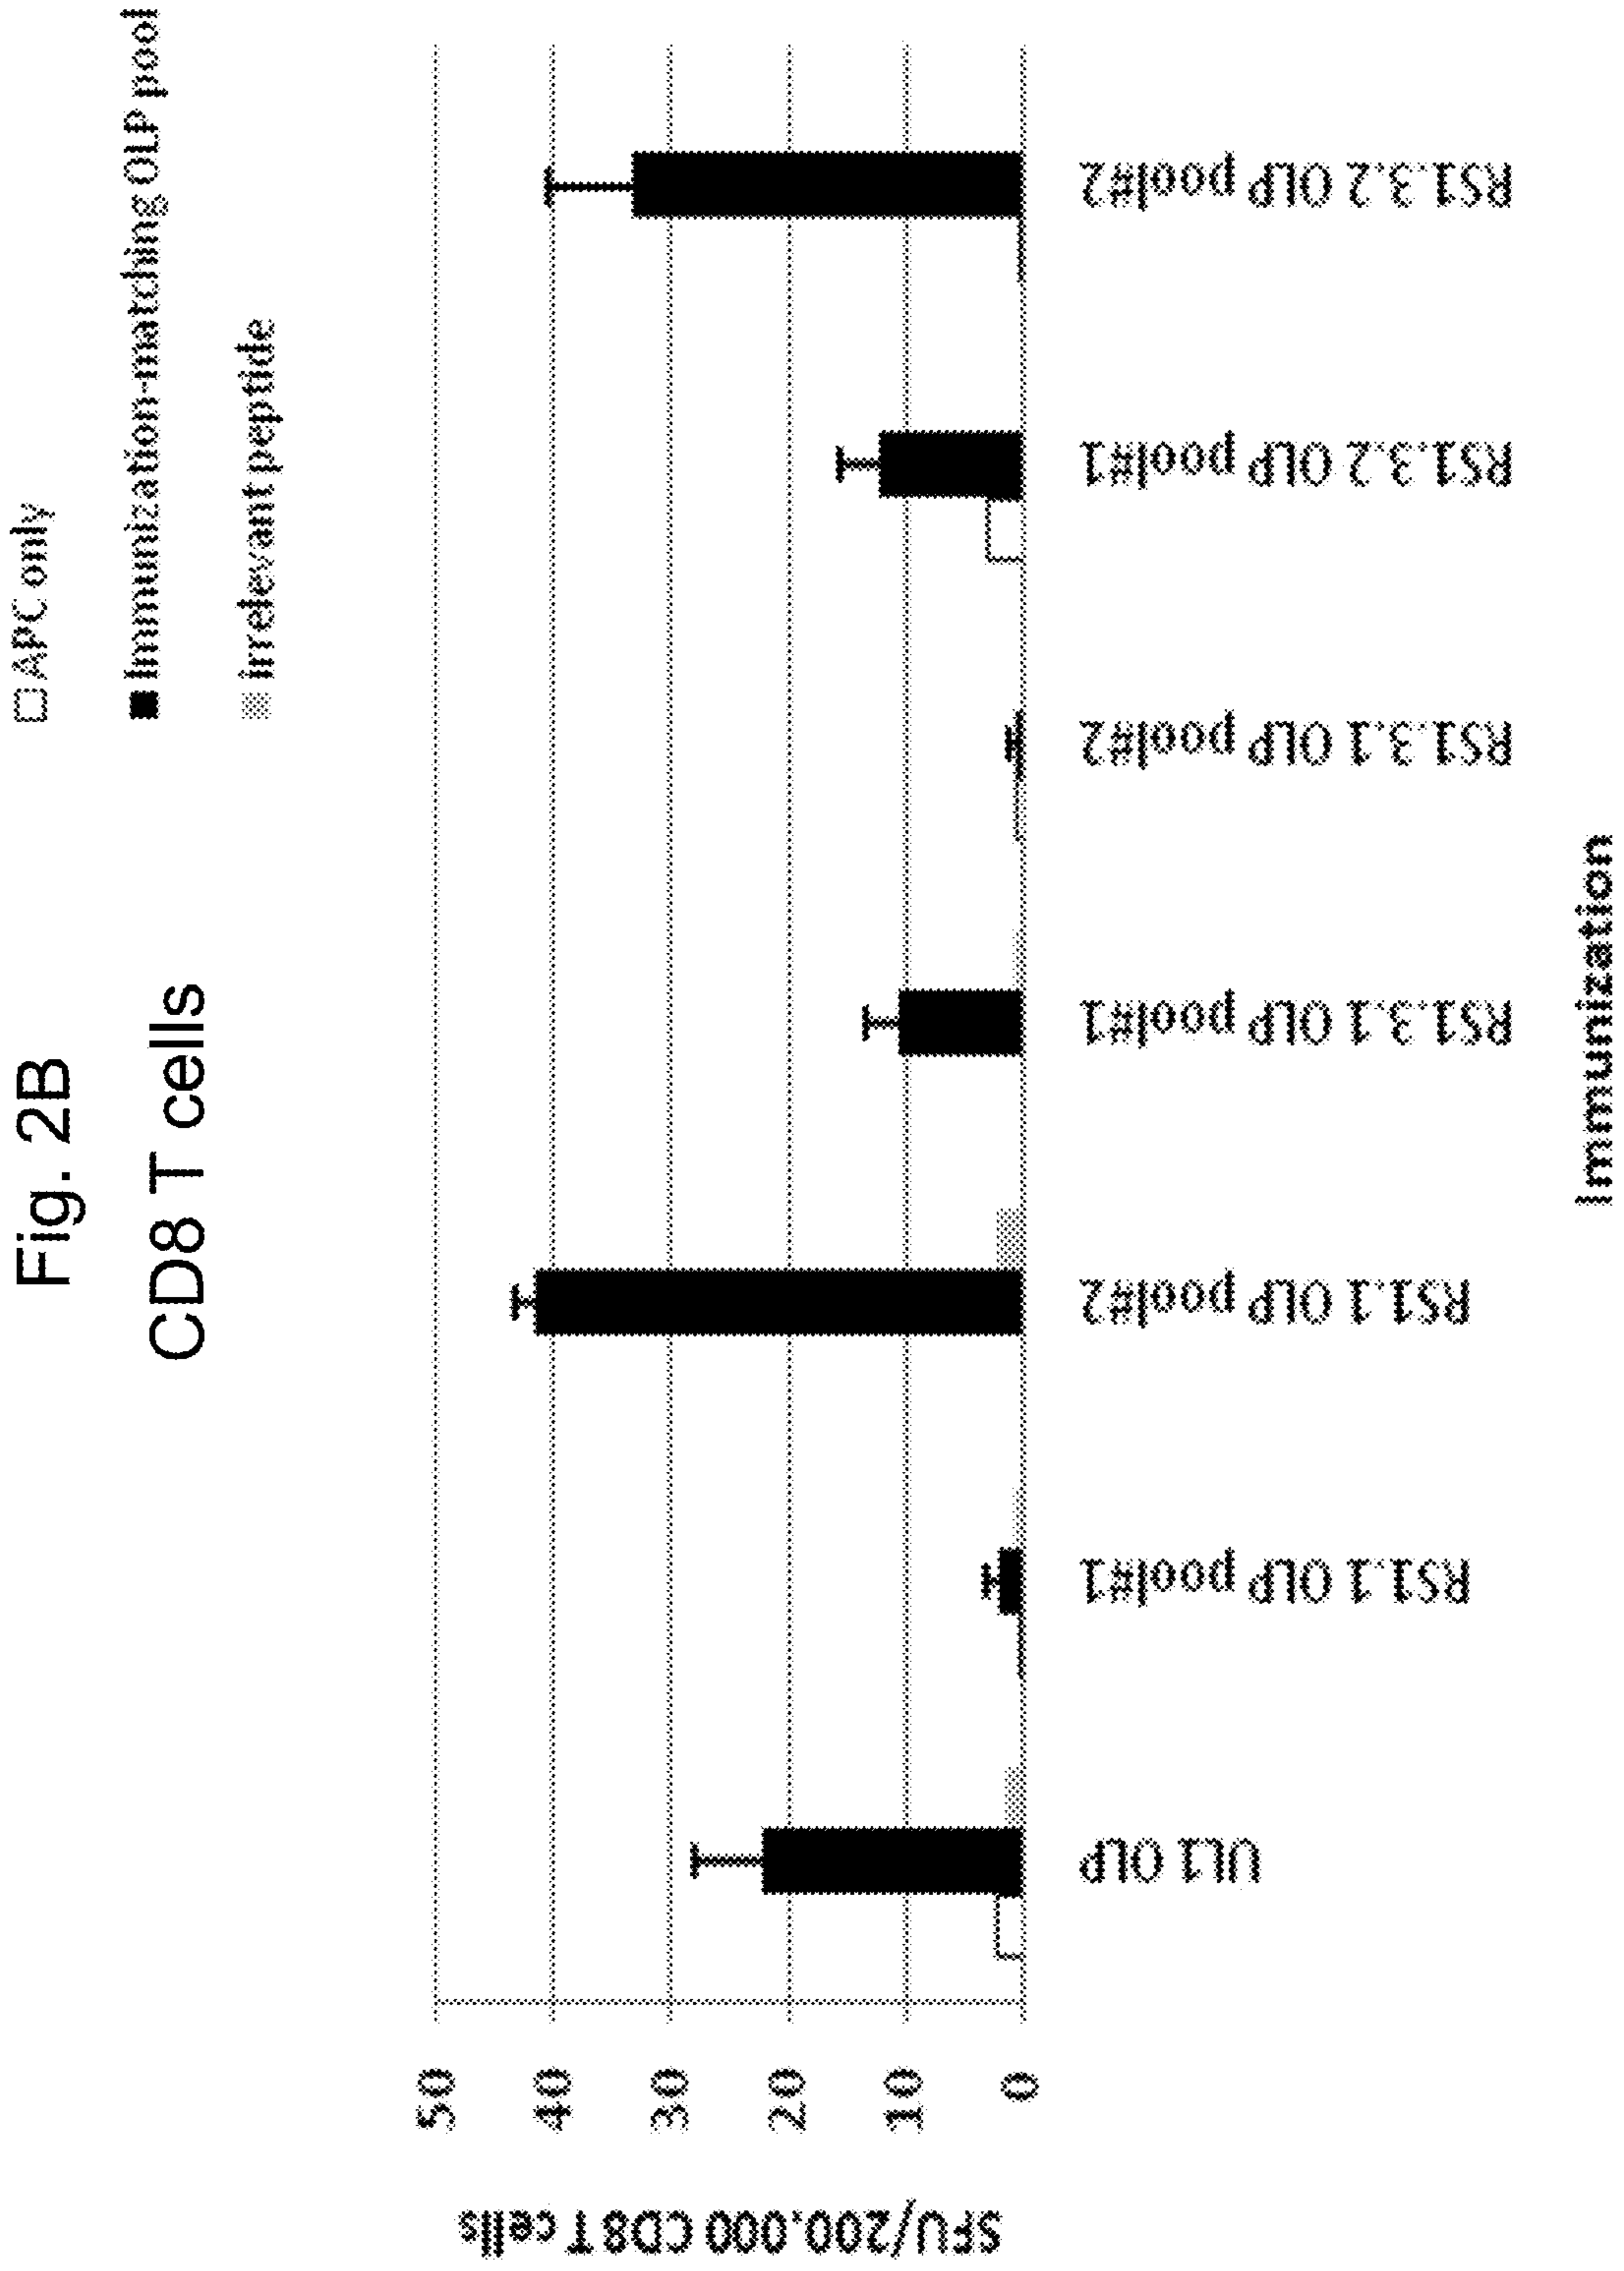 Fig. 2B
CD8 T cells
APC only
Immunization-matching OLP pool
irrelevant peptide
SFU/200.000 CD8 T cells
50
40
30
20
10
0
UL1 OLP
RS1.1 OLP pool#1
RS1.1 OLP pool#2
RS1.3.1 OLP pool#1
RS1.3.1 OLP pool#2
RS1.3.2 OLP pool#1
RS1.3.2 OLP pool#2
Immunization